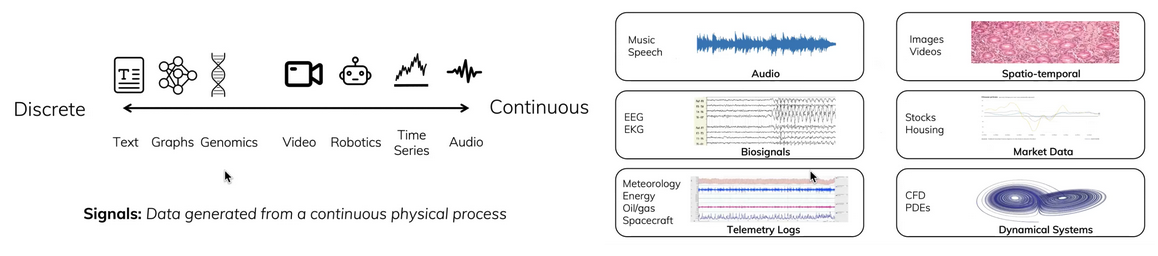 Discrete
Continuous
Text Graphs Genomics Video Robotics Time Series Audio
Signals: Data generated from a continuous physical process
Music
Speech
Audio
Images
Videos
Spatio-temporal
EEG
EKG
Biosignals
Stocks
Housing
Market Data
Meteorology
Energy
Oil/gas
Spacecraft
Telemetry Logs
CFD
PDEs
Dynamical Systems